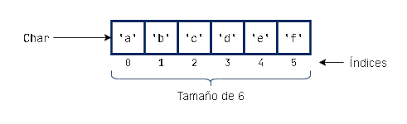 Char 'a' 'b' 'c' 'd' 'e' 'f'
0 1 2 3 4 5 Índices
Tamaño de 6